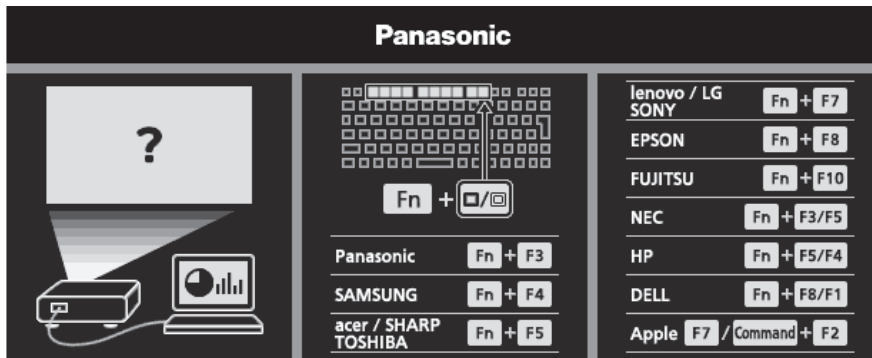 Panasonic
?
Fn + 
Panasonic Fn + F3
SAMSUNG Fn + F4
acer / SHARP
TOSHIBA Fn + F5
lenovo / LG
SONY Fn + F7
EPSON Fn + F8
FUJITSU Fn + F10
NEC Fn + F3/F5
HP Fn + F5/F4
DELL Fn + F8/F1
Apple F7 / Command + F2